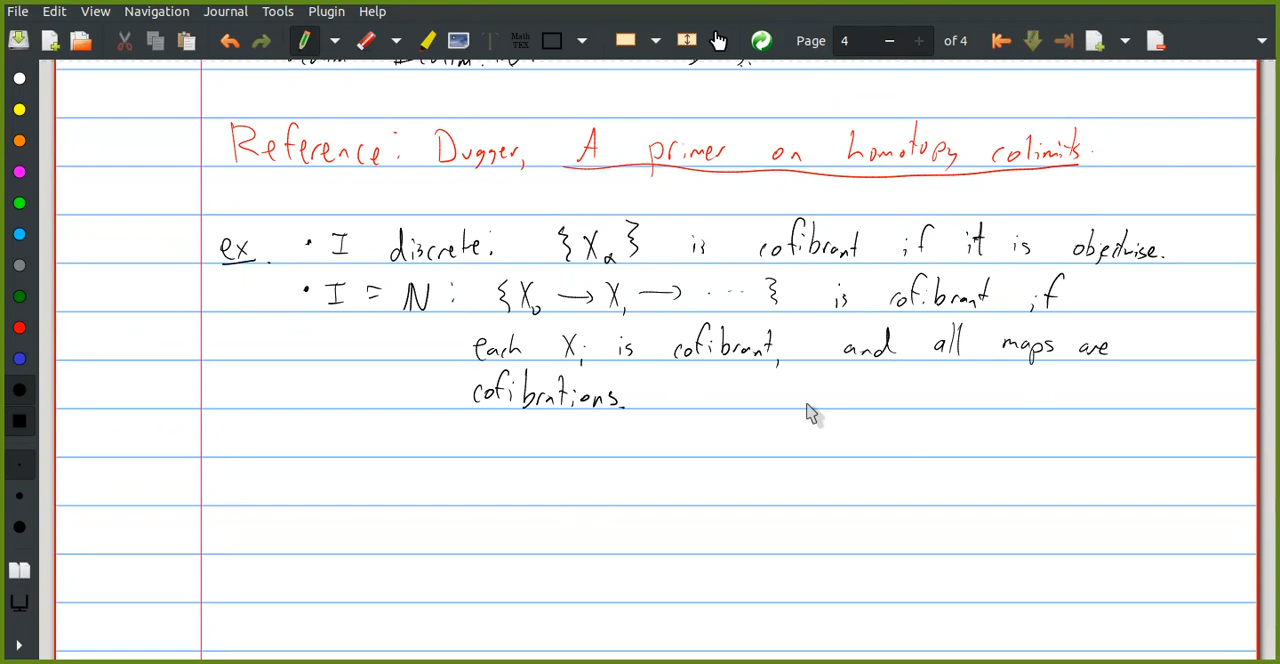 File Edit View Navigation Journal Tools Plugin Help
Math TEX Page 4 of 4
Reference: Dugger, A primer on homotopy colimits.
ex. • I discrete: {X_α} is cofibrant if it is objectwise.
• I = ℕ : {X_0 → X_1 → ⋯ } is cofibrant if
each X_i is cofibrant, and all maps are
cofibrations.